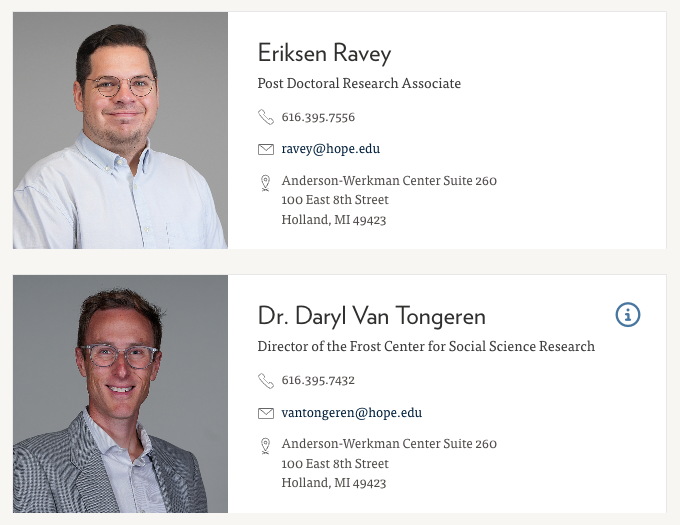 Eriksen Ravey
Post Doctoral Research Associate
616.395.7556
ravey@hope.edu
Anderson-Werkman Center Suite 260
100 East 8th Street
Holland, MI 49423
Dr. Daryl Van Tongeren
Director of the Frost Center for Social Science Research
616.395.7432
vantongeren@hope.edu
Anderson-Werkman Center Suite 260
100 East 8th Street
Holland, MI 49423